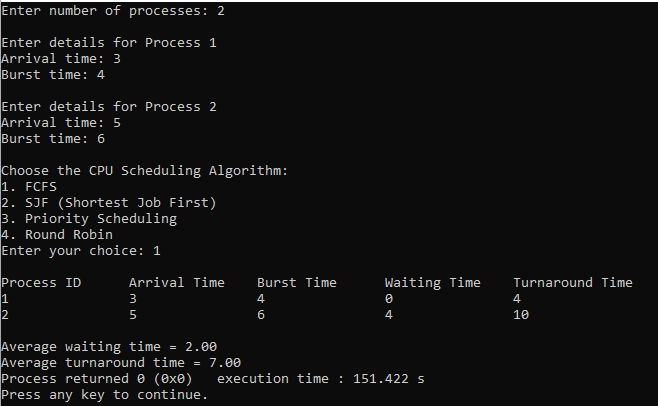 Enter number of processes: 2
Enter details for Process 1
Arrival time: 3
Burst time: 4
Enter details for Process 2
Arrival time: 5
Burst time: 6
Choose the CPU Scheduling Algorithm:
1. FCFS
2. SJF (Shortest Job First)
3. Priority Scheduling
4. Round Robin
Enter your choice: 1
Process ID Arrival Time Burst Time Waiting Time Turnaround Time
1 3 4 0 4
2 5 6 4 10
Average waiting time = 2.00
Average turnaround time = 7.00
Process returned 0 (0x0) execution time : 151.422 s
Press any key to continue.